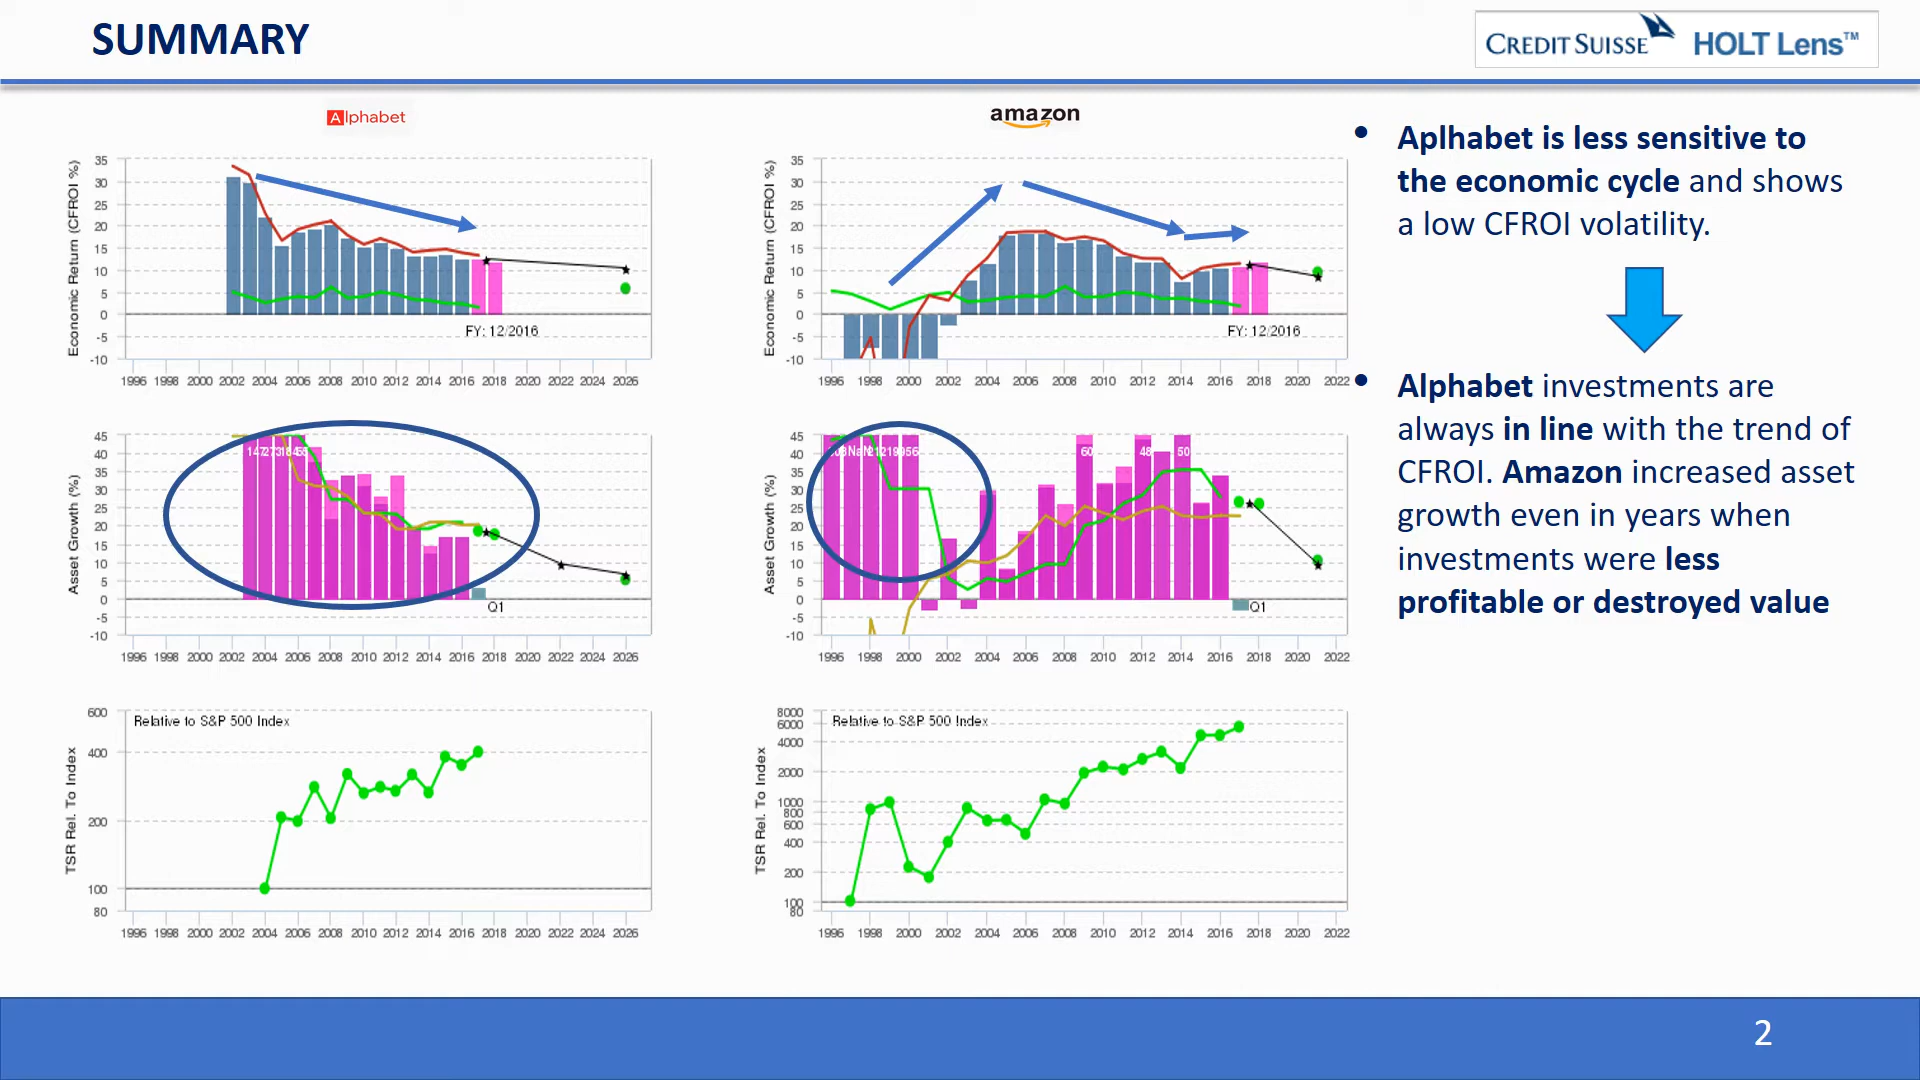 SUMMARY
CREDIT SUISSE HOLT Lens™
Alphabet
Economic Return (CFROI %)
35
30
25
20
15
10
5
0
-5
-10
FY: 12/2016
1996 1998 2000 2002 2004 2006 2008 2010 2012 2014 2016 2018 2020 2022 2024 2026
Asset Growth (%)
45
40
35
30
25
20
15
10
5
0
-5
-10
Q1
1996 1998 2000 2002 2004 2006 2008 2010 2012 2014 2016 2018 2020 2022 2024 2026
TSR Rel. To Index
Relative to S&P 500 Index
600
400
200
100
80
1996 1998 2000 2002 2004 2006 2008 2010 2012 2014 2016 2018 2020 2022 2024 2026
amazon
Economic Return (CFROI %)
35
30
25
20
15
10
5
0
-5
-10
FY: 12/2016
1996 1998 2000 2002 2004 2006 2008 2010 2012 2014 2016 2018 2020 2022
Asset Growth (%)
45
40
35
30
25
20
15
10
5
0
-5
-10
60 48 50
Q1
1996 1998 2000 2002 2004 2006 2008 2010 2012 2014 2016 2018 2020 2022
TSR Rel. To Index
Relative to S&P 500 Index
8000
6000
4000
2000
1000
800
600
400
200
100
80
1996 1998 2000 2002 2004 2006 2008 2010 2012 2014 2016 2018 2020 2022
• Aplhabet is less sensitive to
the economic cycle and shows
a low CFROI volatility.
• Alphabet investments are
always in line with the trend of
CFROI. Amazon increased asset
growth even in years when
investments were less
profitable or destroyed value
2